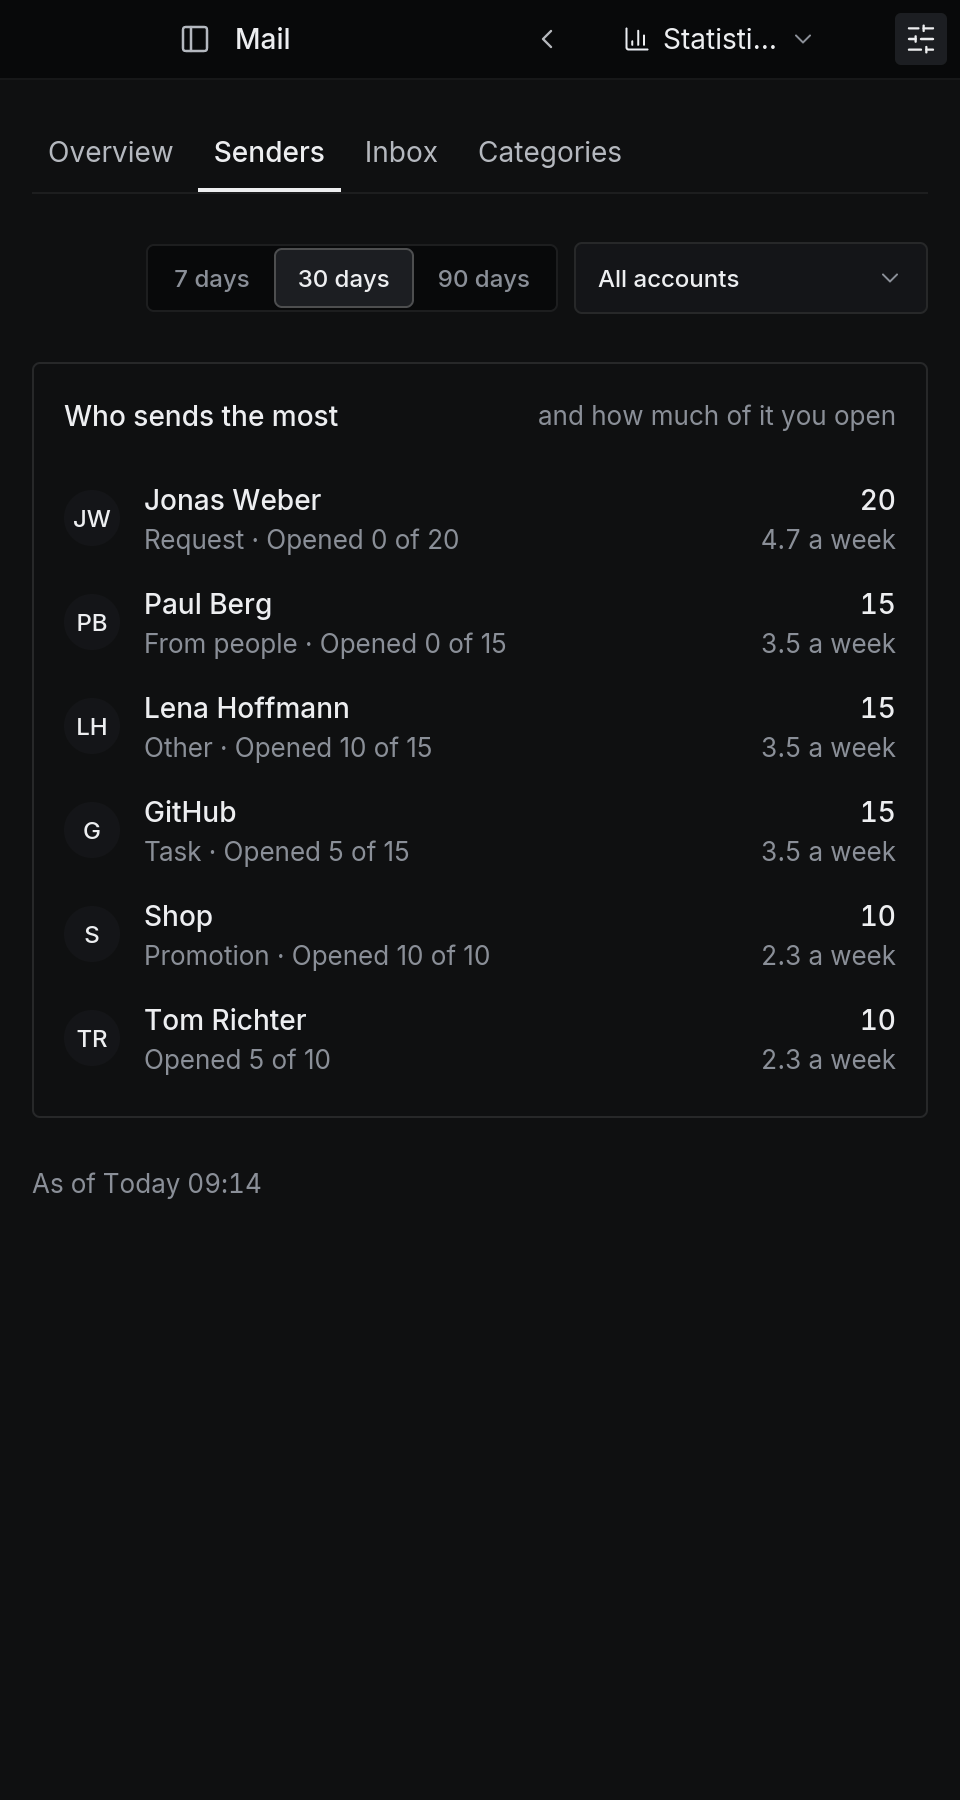 Mail
Statisti...
Overview Senders Inbox Categories
7 days 30 days 90 days All accounts
Who sends the most and how much of it you open
JW Jonas Weber 20
Request · Opened 0 of 20 4.7 a week
PB Paul Berg 15
From people · Opened 0 of 15 3.5 a week
LH Lena Hoffmann 15
Other · Opened 10 of 15 3.5 a week
G GitHub 15
Task · Opened 5 of 15 3.5 a week
S Shop 10
Promotion · Opened 10 of 10 2.3 a week
TR Tom Richter 10
Opened 5 of 10 2.3 a week
As of Today 09:14